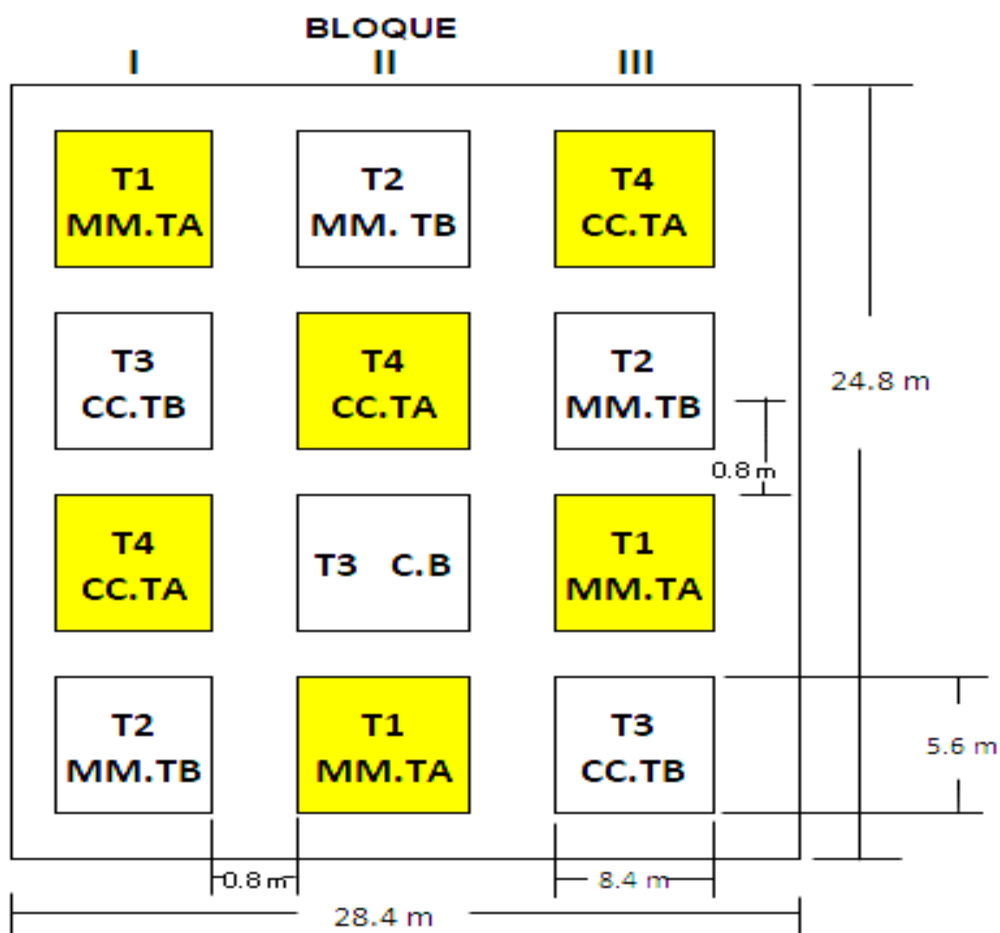 BLOQUE
I II III
T1
MM.TA
T2
MM. TB
T4
CC.TA
T3
CC.TB
T4
CC.TA
T2
MM.TB
24.8 m
0.8 m
T4
CC.TA
T3 C.B
T1
MM.TA
T2
MM.TB
T1
MM.TA
T3
CC.TB
5.6 m
0.8 m
8.4 m
28.4 m